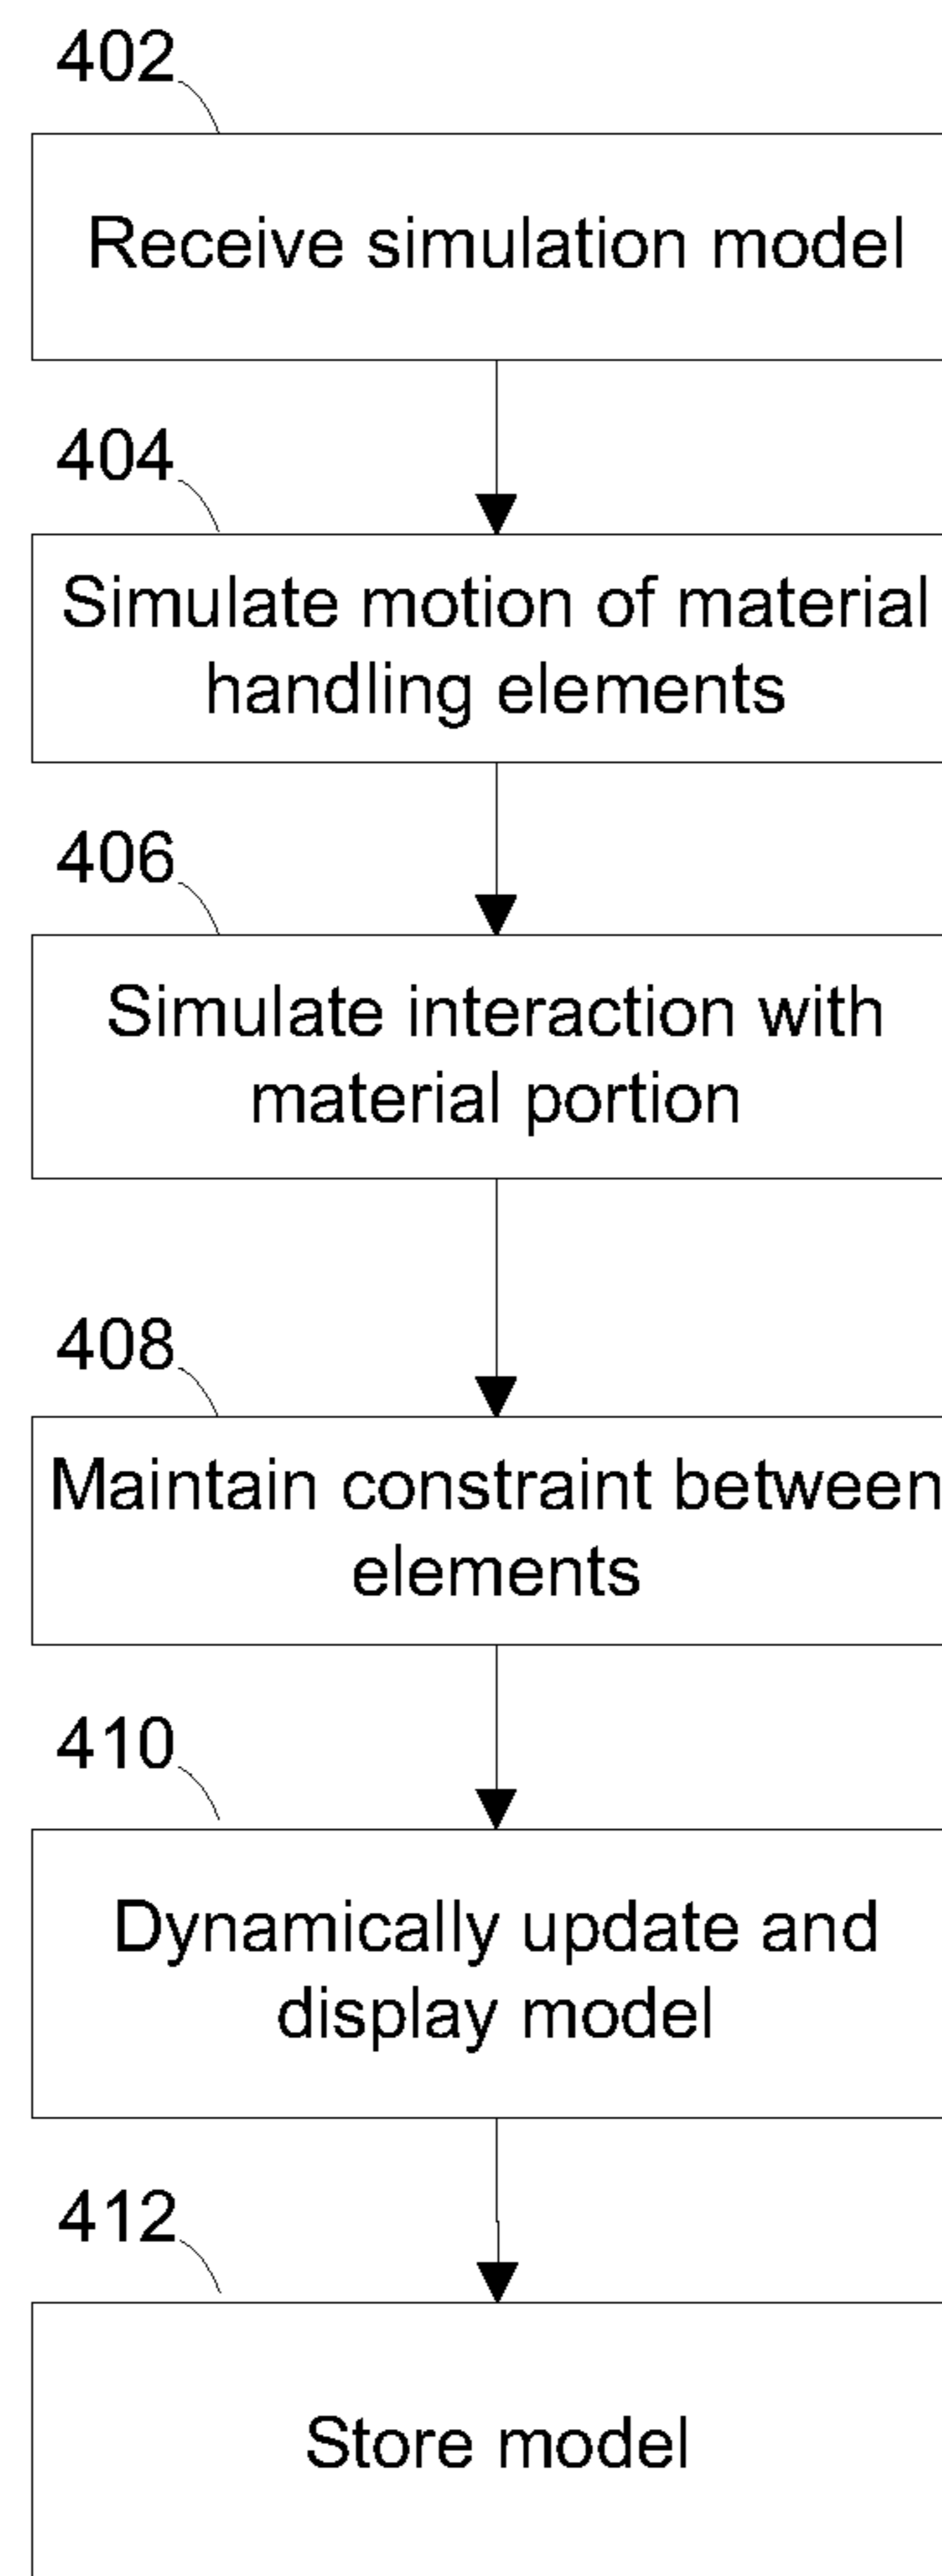 402
Receive simulation model
404
Simulate motion of material
handling elements
406
Simulate interaction with
material portion
408
Maintain constraint between
elements
410
Dynamically update and
display model
412
Store model